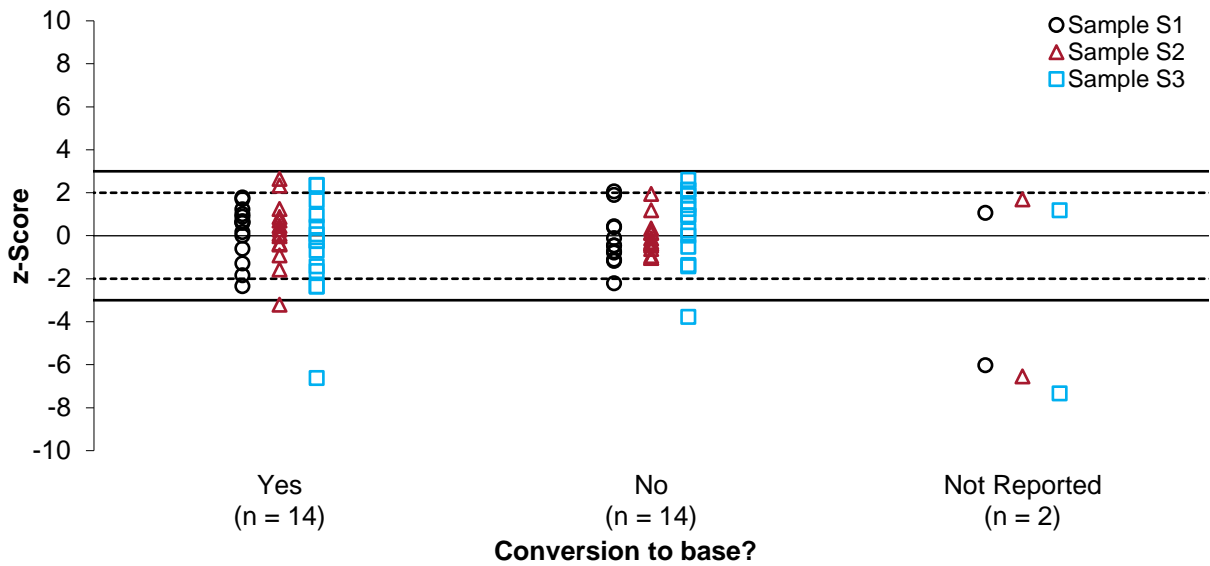 Sample S1
Sample S2
Sample S3
z-Score
10
8
6
4
2
0
-2
-4
-6
-8
-10
Yes
(n = 14)
No
(n = 14)
Not Reported
(n = 2)
Conversion to base?